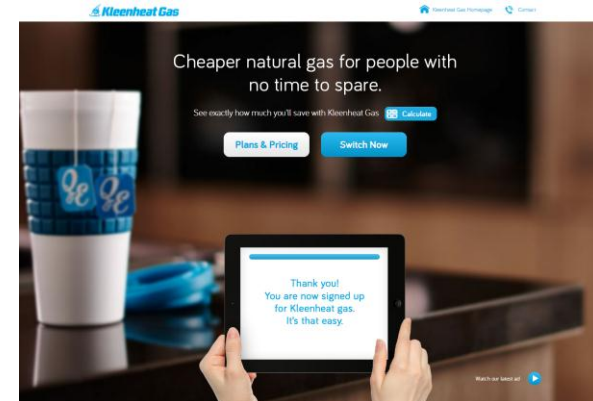 Kleenheat Gas
Kleenheat Gas Homepage
Contact
Cheaper natural gas for people with
no time to spare.
See exactly how much you'll save with Kleenheat Gas
Calculate
Plans & Pricing
Switch Now
Thank you!
You are now signed up
for Kleenheat gas.
It's that easy.
Watch our latest ad